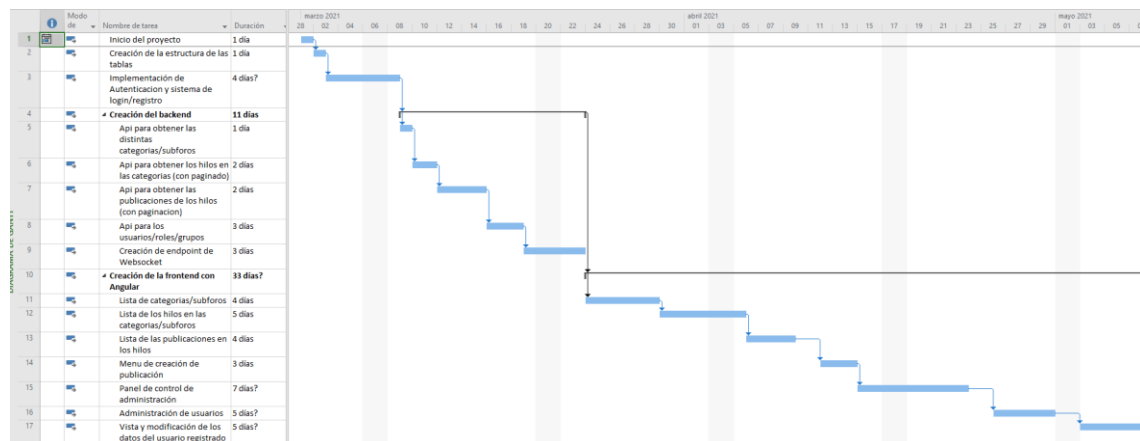 marzo 2021
abril 2021
mayo 2021
Modo
de
Nombre de tarea
Duración
28 02 04 06 08 10 12 14 16 18 20 22 24 26 28 30 01 03 05 07 09 11 13 15 17 19 21 23 25 27 29 01 03 05
1 Inicio del proyecto 1 día
2 Creación de la estructura de las 1 día
tablas
3 Implementación de 4 días?
Autenticacion y sistema de
login/registro
4 Creación del backend 11 días
5 Api para obtener las 1 día
distintas
categorias/subforos
6 Api para obtener los hilos en 2 días
las categorias (con paginado)
7 Api para obtener las 2 días
publicaciones de los hilos
(con paginacion)
8 Api para los 3 días
usuarios/roles/grupos
9 Creación de endpoint de 3 días
Websocket
10 Creación de la frontend con 33 días?
Angular
11 Lista de categorias/subforos 4 días
12 Lista de los hilos en las 5 días
categorias/subforos
13 Lista de las publicaciones en 4 días
los hilos
14 Menu de creación de 3 días
publicación
15 Panel de control de 7 días?
administración
16 Administración de usuarios 5 días?
17 Vista y modificación de los 5 días?
datos del usuario registrado
DIAGRAMA DE GANTT